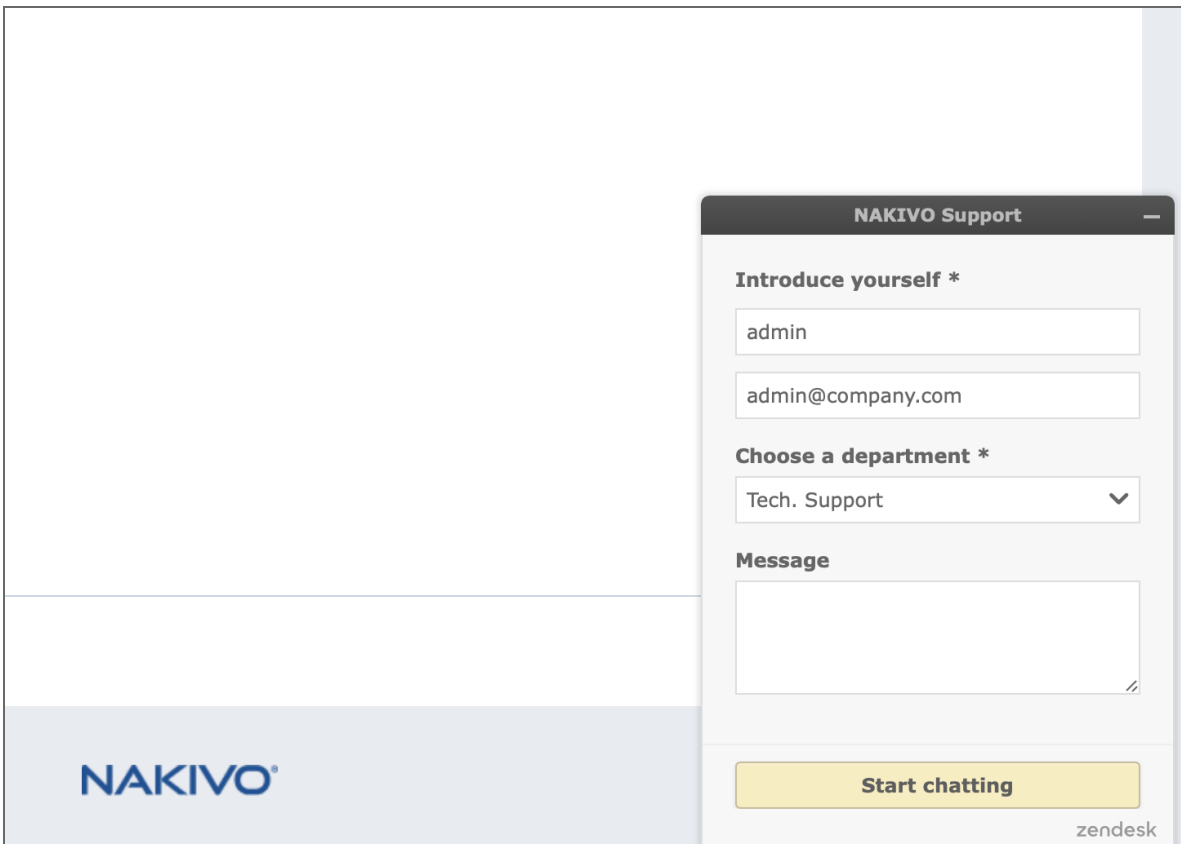 NAKIVO Support
Introduce yourself *
admin
admin@company.com
Choose a department *
Tech. Support
Message
Start chatting
zendesk
NAKIVO®